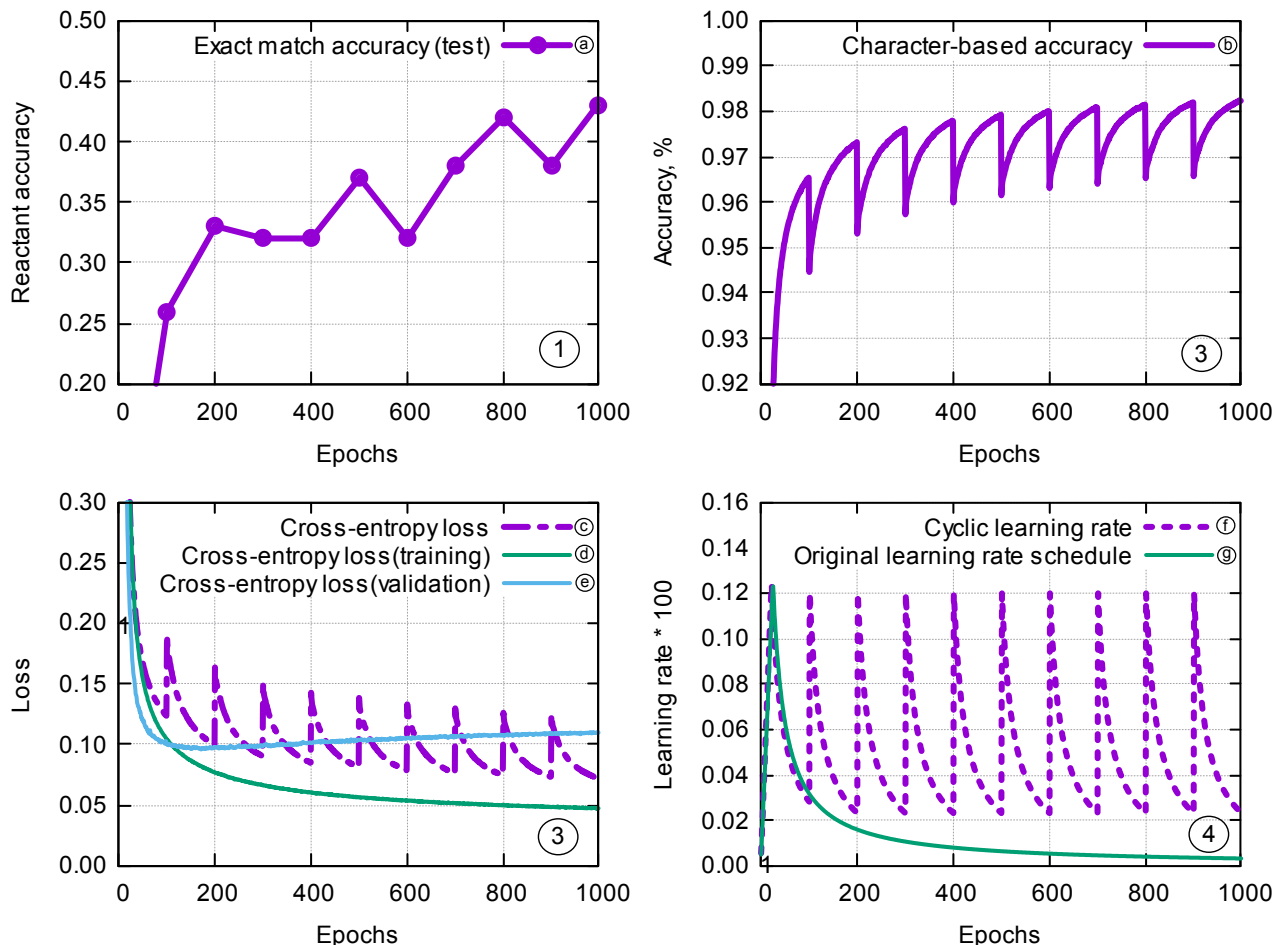 0.50
Exact match accuracy (test) ⓐ
0.45
0.40
0.35
0.30
0.25
0.20
Reactant accuracy
①
0 200 400 600 800 1000
Epochs
1.00
Character-based accuracy ⓑ
0.99
0.98
0.97
0.96
0.95
0.94
0.93
0.92
Accuracy, %
③
0 200 400 600 800 1000
Epochs
0.30
Cross-entropy loss ⓒ
Cross-entropy loss(training) ⓓ
Cross-entropy loss(validation) ⓔ
0.25
0.20
0.15
0.10
0.05
0.00
Loss
③
0 200 400 600 800 1000
Epochs
0.16
Cyclic learning rate ⓕ
Original learning rate schedule ⓖ
0.14
0.12
0.10
0.08
0.06
0.04
0.02
0.00
Learning rate * 100
④
0 200 400 600 800 1000
Epochs